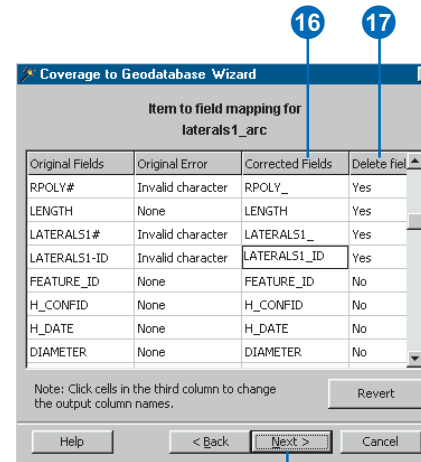 16 17
Coverage to Geodatabase Wizard
Item to field mapping for
laterals1_arc
Original Fields Original Error Corrected Fields Delete fiel
RPOLY# Invalid character RPOLY_ Yes
LENGTH None LENGTH Yes
LATERALS1# Invalid character LATERALS1_ Yes
LATERALS1-ID Invalid character LATERALS1_ID Yes
FEATURE_ID None FEATURE_ID No
H_CONFID None H_CONFID No
H_DATE None H_DATE No
DIAMETER None DIAMETER No
Note: Click cells in the third column to change
the output column names.
Revert
Help < Back Next > Cancel